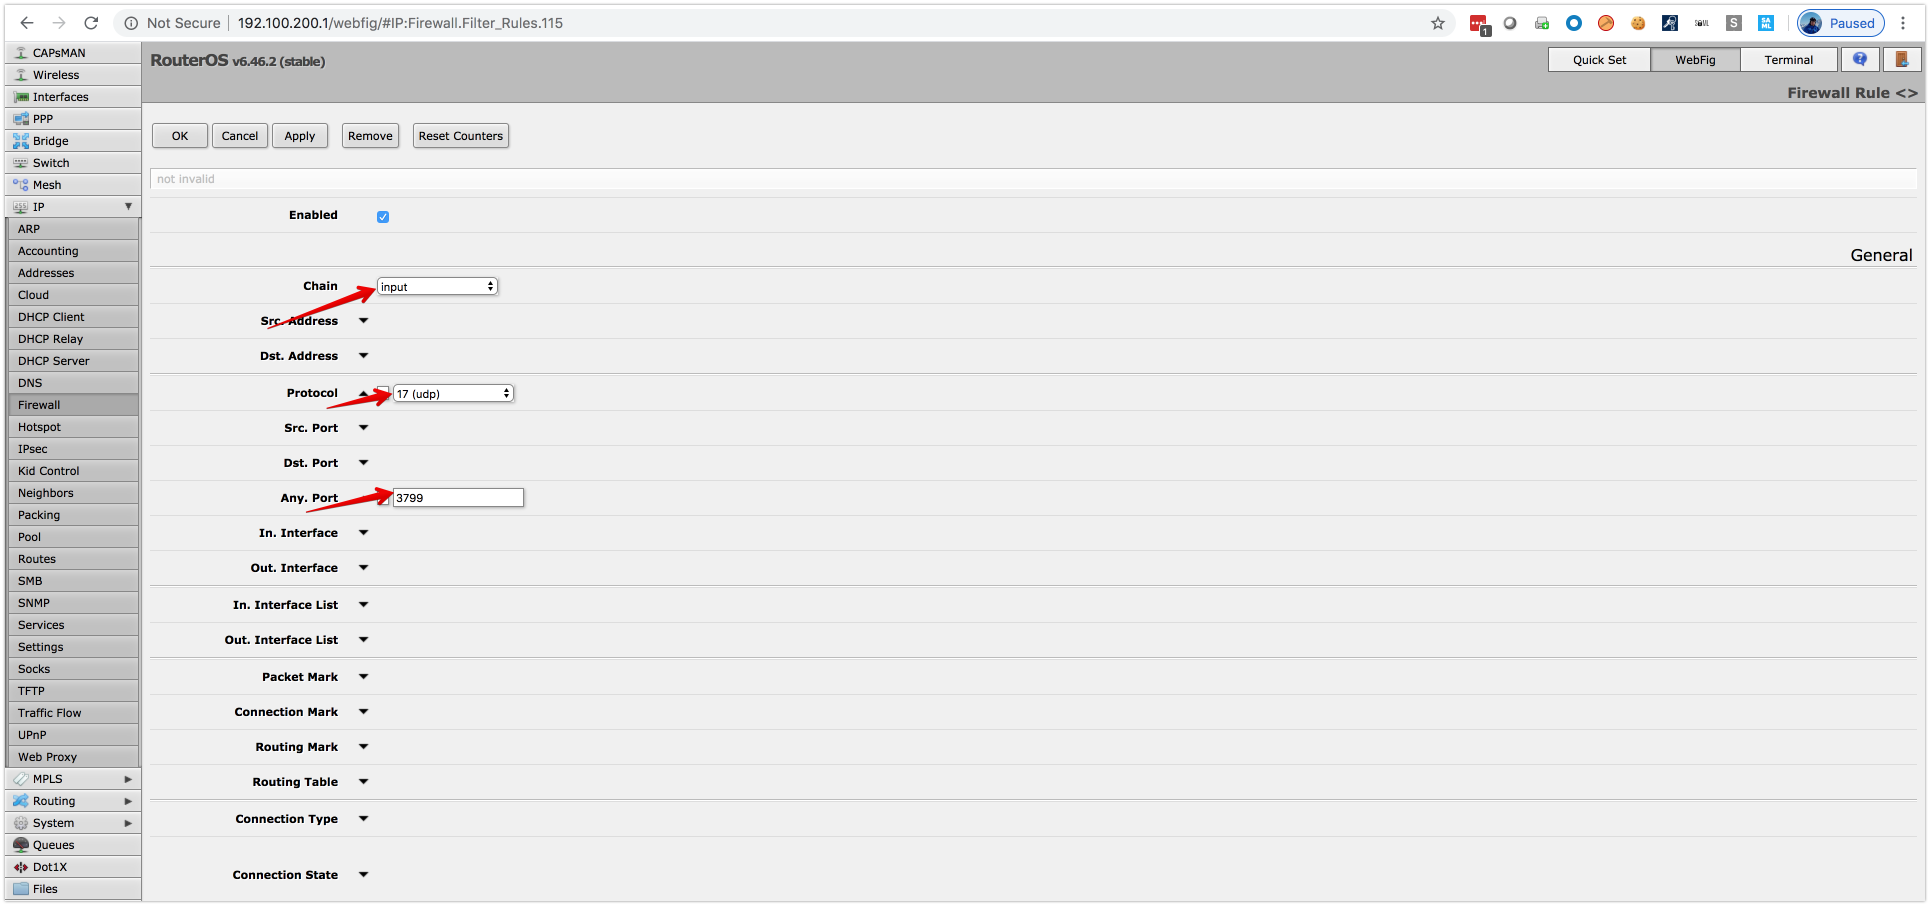 Not Secure 192.100.200.1/webfig/#IP:Firewall.Filter_Rules.115 1 S SAML Paused
CAPsMAN
Wireless
Interfaces
PPP
Bridge
Switch
Mesh
IP
ARP
Accounting
Addresses
Cloud
DHCP Client
DHCP Relay
DHCP Server
DNS
Firewall
Hotspot
IPsec
Kid Control
Neighbors
Packing
Pool
Routes
SMB
SNMP
Services
Settings
Socks
TFTP
Traffic Flow
UPnP
Web Proxy
MPLS
Routing
System
Queues
Dot1X
Files
RouterOS v6.46.2 (stable)
Quick Set WebFig Terminal
Firewall Rule <>
OK Cancel Apply Remove Reset Counters
not invalid
Enabled
General
Chain input
Src. Address
Dst. Address
Protocol 17 (udp)
Src. Port
Dst. Port
Any. Port 3799
In. Interface
Out. Interface
In. Interface List
Out. Interface List
Packet Mark
Connection Mark
Routing Mark
Routing Table
Connection Type
Connection State